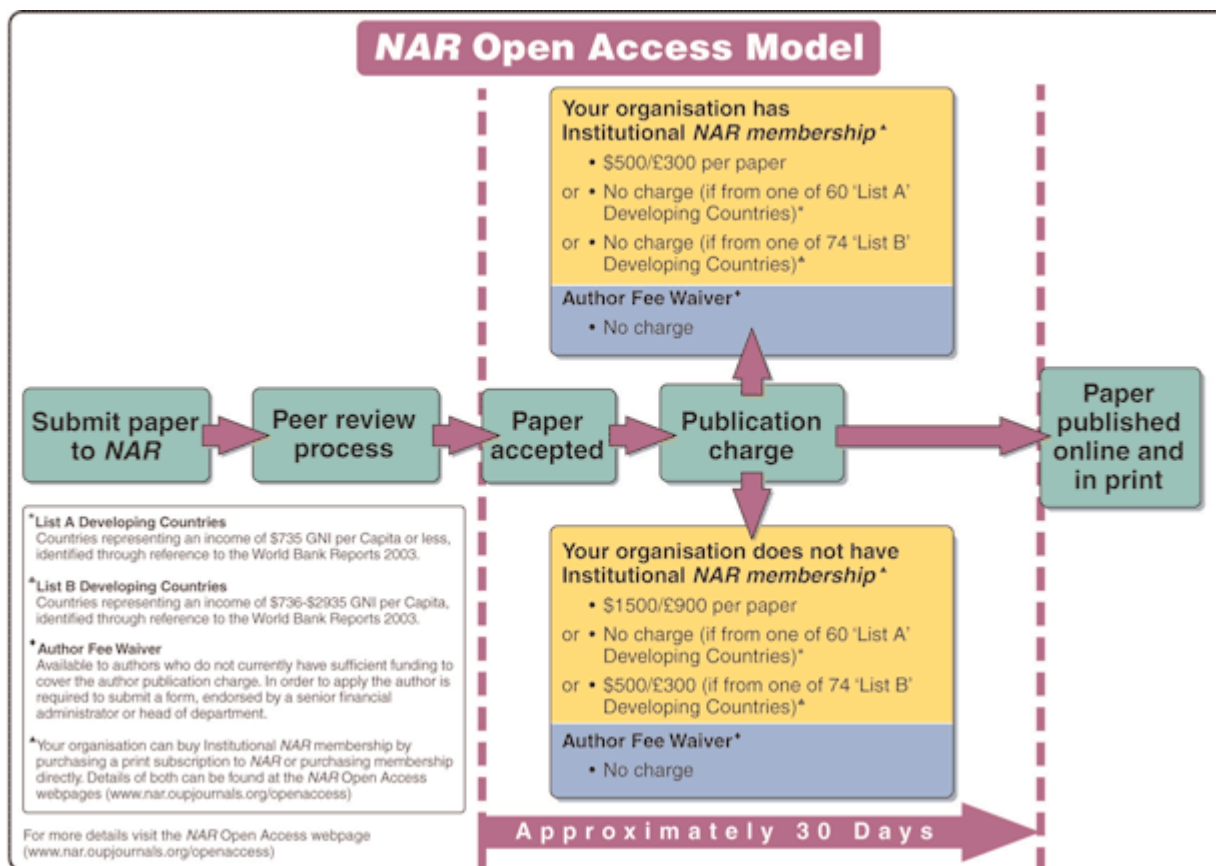 NAR Open Access Model
Your organisation has
Institutional NAR membership▲
• $500/£300 per paper
or • No charge (if from one of 60 ‘List A’
Developing Countries)*
or • No charge (if from one of 74 ‘List B’
Developing Countries)♣
Author Fee Waiver♦
• No charge
Submit paper
to NAR
Peer review
process
Paper
accepted
Publication
charge
Paper
published
online and
in print
*List A Developing Countries
Countries representing an income of $735 GNI per Capita or less,
identified through reference to the World Bank Reports 2003.
♣List B Developing Countries
Countries representing an income of $736-$2935 GNI per Capita,
identified through reference to the World Bank Reports 2003.
♦Author Fee Waiver
Available to authors who do not currently have sufficient funding to
cover the author publication charge. In order to apply the author is
required to submit a form, endorsed by a senior financial
administrator or head of department.
▲Your organisation can buy Institutional NAR membership by
purchasing a print subscription to NAR or purchasing membership
directly. Details of both can be found at the NAR Open Access
webpages (www.nar.oupjournals.org/openaccess)
For more details visit the NAR Open Access webpage
(www.nar.oupjournals.org/openaccess)
Your organisation does not have
Institutional NAR membership▲
• $1500/£900 per paper
or • No charge (if from one of 60 ‘List A’
Developing Countries)*
or • $500/£300 (if from one of 74 ‘List B’
Developing Countries)♣
Author Fee Waiver♦
• No charge
Approximately 30 Days